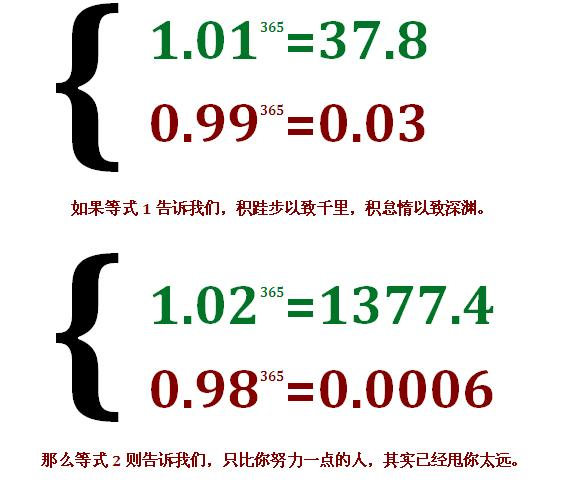 1.01³⁶⁵=37.8
0.99³⁶⁵=0.03
如果等式 1 告诉我们，积跬步以致千里，积怠惰以致深渊。
1.02³⁶⁵=1377.4
0.98³⁶⁵=0.0006
那么等式 2 则告诉我们，只比你努力一点的人，其实已经甩你太远。